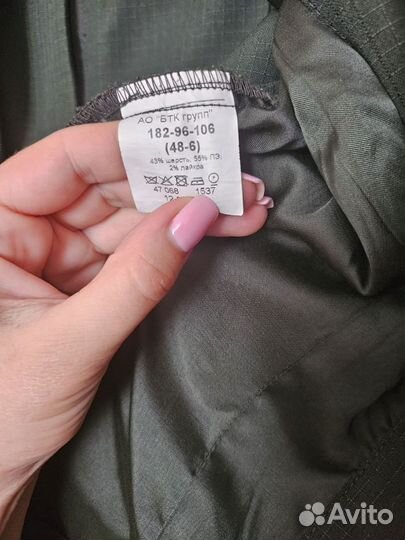 АО "БТК групп"
182-96-106
(48-6)
43% шерсть, 55% ПЭ,
2% лайкра
47.068 1537
Avito